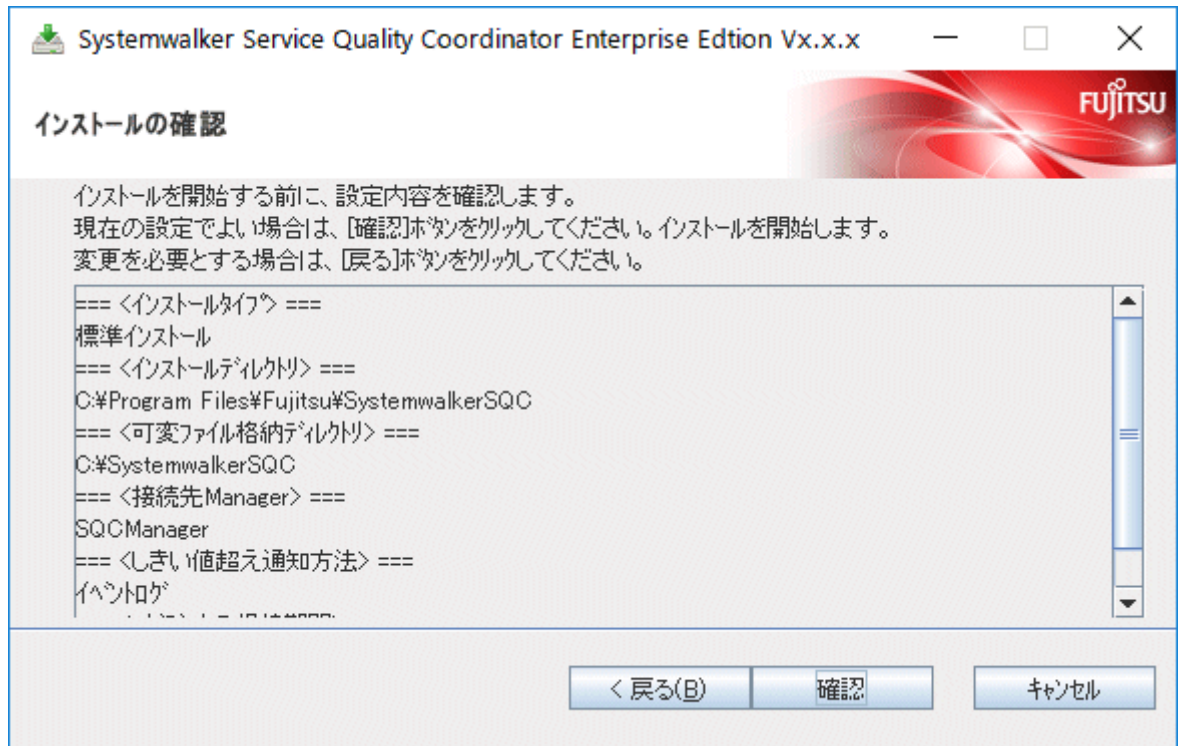 Systemwalker Service Quality Coordinator Enterprise Edtion Vx.x.x
インストールの確認
FUJITSU
インストールを開始する前に、設定内容を確認します。
現在の設定でよい場合は、[確認]ボタンをクリックしてください。インストールを開始します。
変更を必要とする場合は、[戻る]ボタンをクリックしてください。
=== <インストールタイプ> ===
標準インストール
=== <インストールディレクトリ> ===
C:¥Program Files¥Fujitsu¥SystemwalkerSQC
=== <可変ファイル格納ディレクトリ> ===
C:¥SystemwalkerSQC
=== <接続先Manager> ===
SQCManager
=== <しきい値超え通知方法> ===
イベントログ
< 戻る(B)
確認
キャンセル